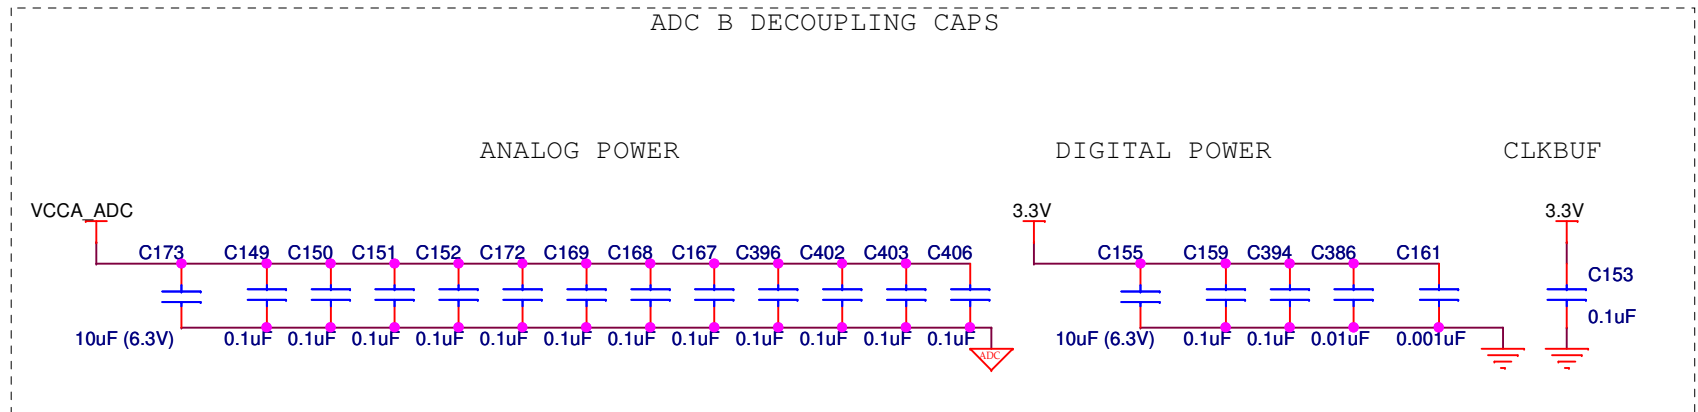 ADC B DECOUPLING CAPS
ANALOG POWER DIGITAL POWER CLKBUF
VCCA_ADC 3.3V 3.3V
C173 C149 C150 C151 C152 C172 C169 C168 C167 C396 C402 C403 C406 C155 C159 C394 C386 C161
C153
0.1uF
10uF (6.3V) 0.1uF 0.1uF 0.1uF 0.1uF 0.1uF 0.1uF 0.1uF 0.1uF 0.1uF 0.1uF 0.1uF 0.1uF 10uF (6.3V) 0.1uF 0.1uF 0.01uF 0.001uF
ADC